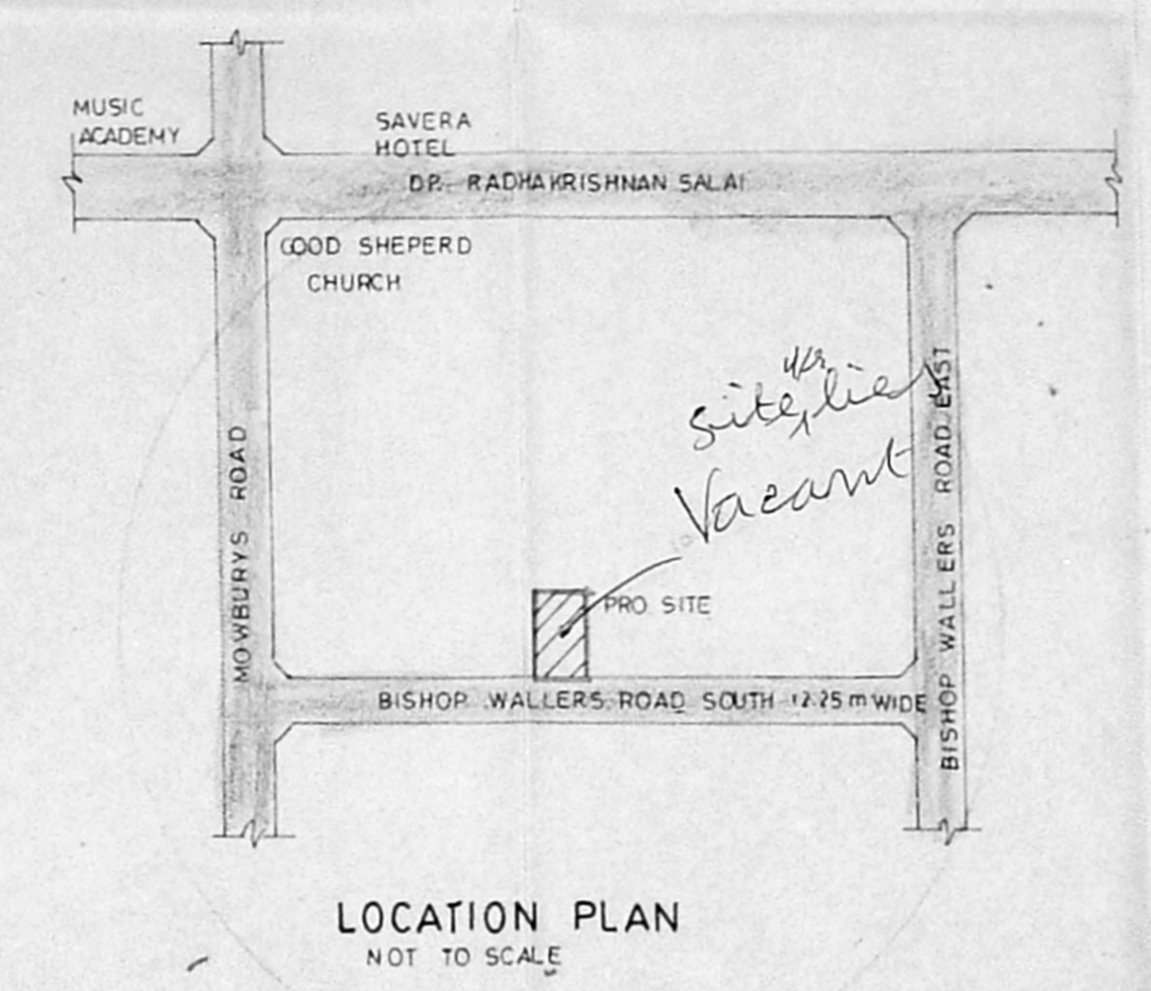 MUSIC
ACADEMY
SAVERA
HOTEL
DR. RADHAKRISHNAN SALAI
GOOD SHEPERD
CHURCH
MOWBURYS ROAD
site, lies
Vacant
BISHOP WALLERS ROAD EAST
PRO. SITE
BISHOP WALLERS ROAD SOUTH 12.25 m WIDE
LOCATION PLAN
NOT TO SCALE